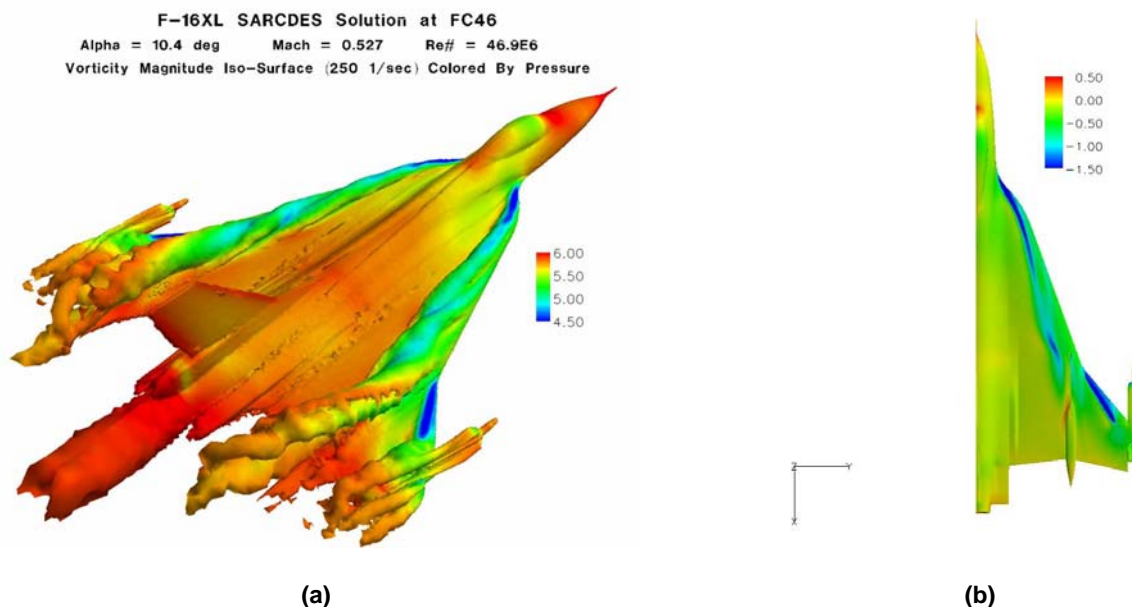 F-16XL SARCDES Solution at FC46
Alpha = 10.4 deg Mach = 0.527 Re# = 46.9E6
Vorticity Magnitude Iso-Surface (250 1/sec) Colored By Pressure
6.00
5.50
5.00
4.50
0.50
0.00
-0.50
-1.00
-1.50
Z
Y
X
(a)
(b)